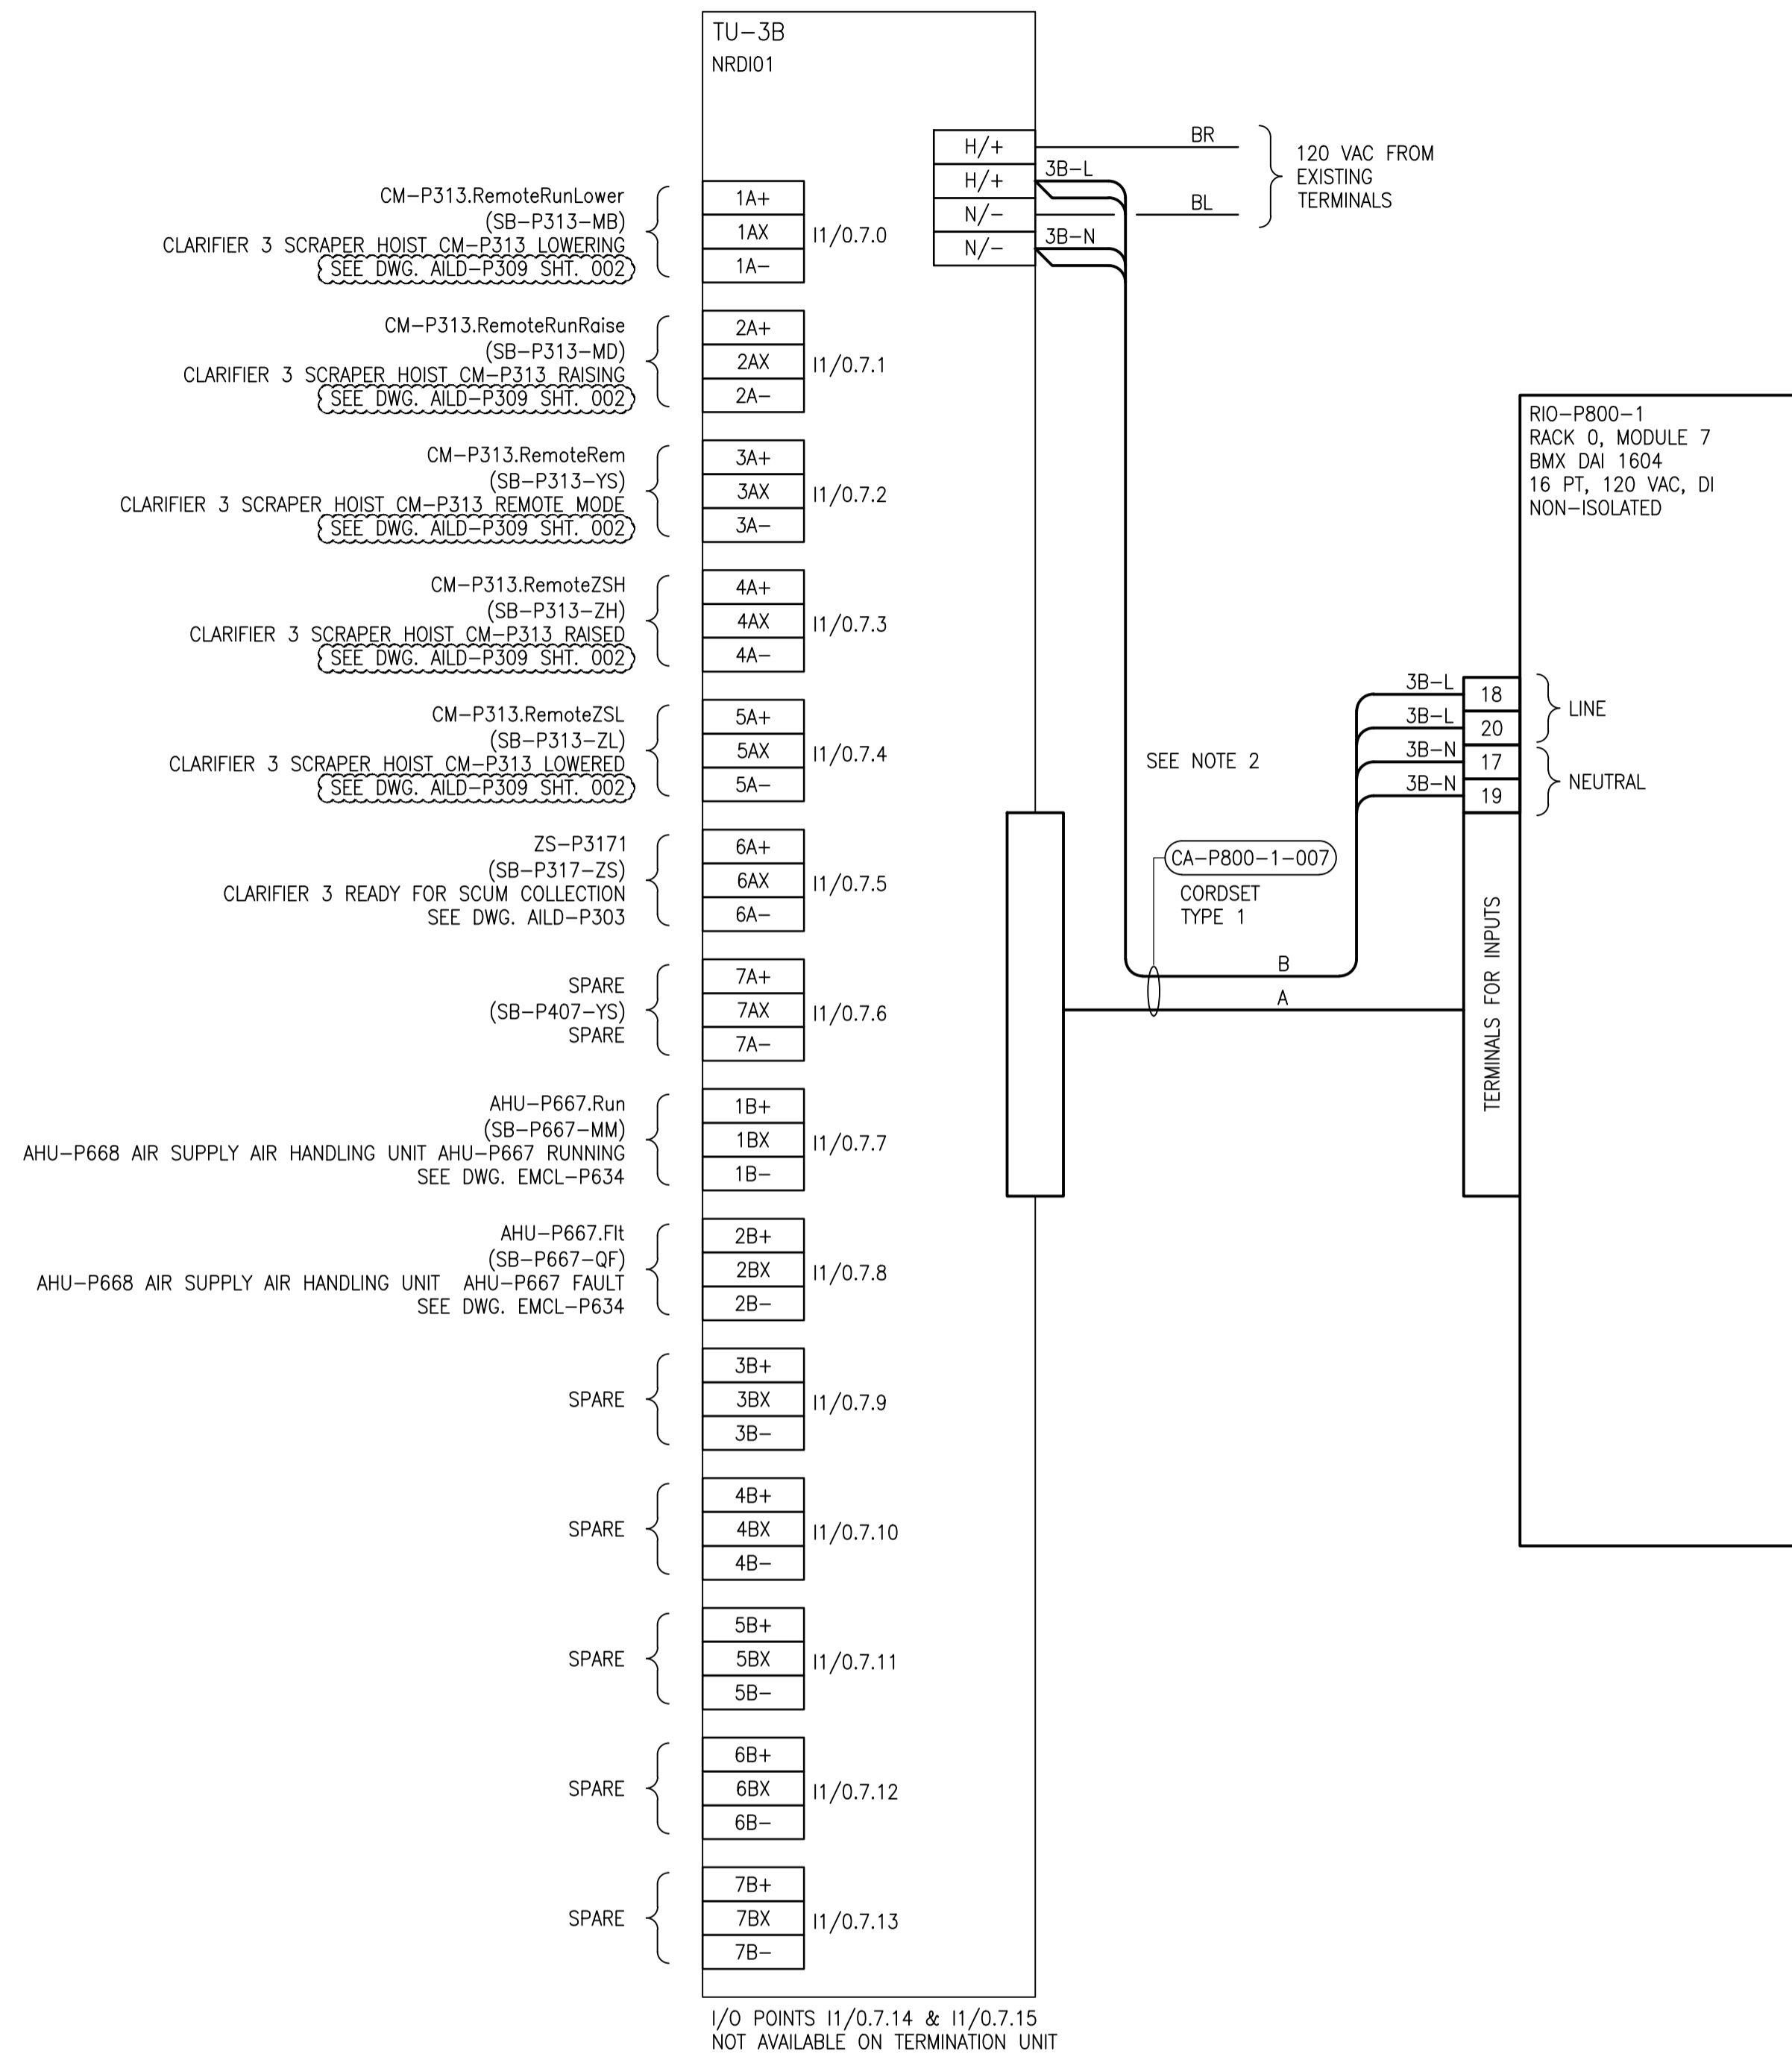 TU-3B
NRDI01
H/+
H/+
N/-
N/-
BR
3B-L
BL
3B-N
120 VAC FROM
EXISTING
TERMINALS
CM-P313.RemoteRunLower
(SB-P313-MB)
CLARIFIER 3 SCRAPER HOIST CM-P313 LOWERING
SEE DWG. AILD-P309 SHT. 002
1A+
1AX
1A-
I1/0.7.0
CM-P313.RemoteRunRaise
(SB-P313-MD)
CLARIFIER 3 SCRAPER HOIST CM-P313 RAISING
SEE DWG. AILD-P309 SHT. 002
2A+
2AX
2A-
I1/0.7.1
CM-P313.RemoteRem
(SB-P313-YS)
CLARIFIER 3 SCRAPER HOIST CM-P313 REMOTE MODE
SEE DWG. AILD-P309 SHT. 002
3A+
3AX
3A-
I1/0.7.2
CM-P313.RemoteZSH
(SB-P313-ZH)
CLARIFIER 3 SCRAPER HOIST CM-P313 RAISED
SEE DWG. AILD-P309 SHT. 002
4A+
4AX
4A-
I1/0.7.3
CM-P313.RemoteZSL
(SB-P313-ZL)
CLARIFIER 3 SCRAPER HOIST CM-P313 LOWERED
SEE DWG. AILD-P309 SHT. 002
5A+
5AX
5A-
I1/0.7.4
ZS-P3171
(SB-P317-ZS)
CLARIFIER 3 READY FOR SCUM COLLECTION
SEE DWG. AILD-P303
6A+
6AX
6A-
I1/0.7.5
SPARE
(SB-P407-YS)
SPARE
7A+
7AX
7A-
I1/0.7.6
AHU-P667.Run
(SB-P667-MM)
AHU-P668 AIR SUPPLY AIR HANDLING UNIT AHU-P667 RUNNING
SEE DWG. EMCL-P634
1B+
1BX
1B-
I1/0.7.7
AHU-P667.Flt
(SB-P667-QF)
AHU-P668 AIR SUPPLY AIR HANDLING UNIT  AHU-P667 FAULT
SEE DWG. EMCL-P634
2B+
2BX
2B-
I1/0.7.8
SPARE
3B+
3BX
3B-
I1/0.7.9
SPARE
4B+
4BX
4B-
I1/0.7.10
SPARE
5B+
5BX
5B-
I1/0.7.11
SPARE
6B+
6BX
6B-
I1/0.7.12
SPARE
7B+
7BX
7B-
I1/0.7.13
I/O POINTS I1/0.7.14 & I1/0.7.15
NOT AVAILABLE ON TERMINATION UNIT
SEE NOTE 2
CA-P800-1-007
CORDSET
TYPE 1
B
A
RIO-P800-1
RACK 0, MODULE 7
BMX DAI 1604
16 PT, 120 VAC, DI
NON-ISOLATED
3B-L
18
3B-L
20
3B-N
17
3B-N
19
LINE
NEUTRAL
TERMINALS FOR INPUTS